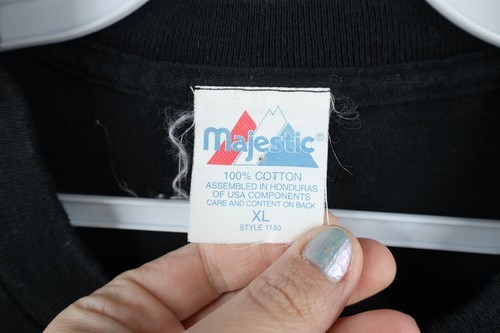 Majestic®
100% COTTON
ASSEMBLED IN HONDURAS
OF USA COMPONENTS
CARE AND CONTENT ON BACK
XL
STYLE 1130